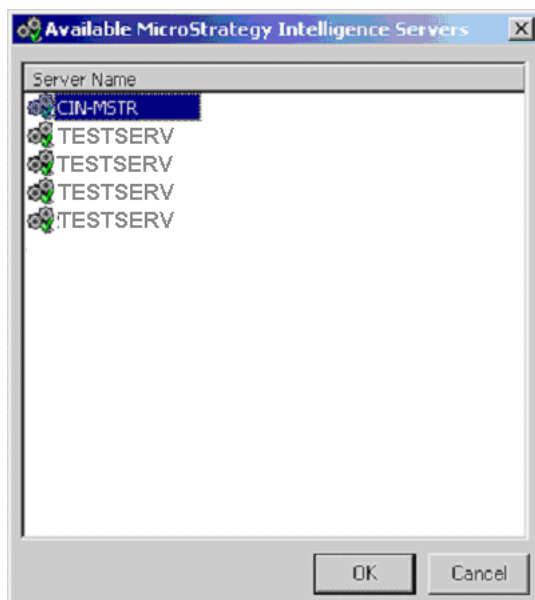 Available MicroStrategy Intelligence Servers
Server Name
CIN-MSTR
TESTSERV
TESTSERV
TESTSERV
TESTSERV
OK
Cancel